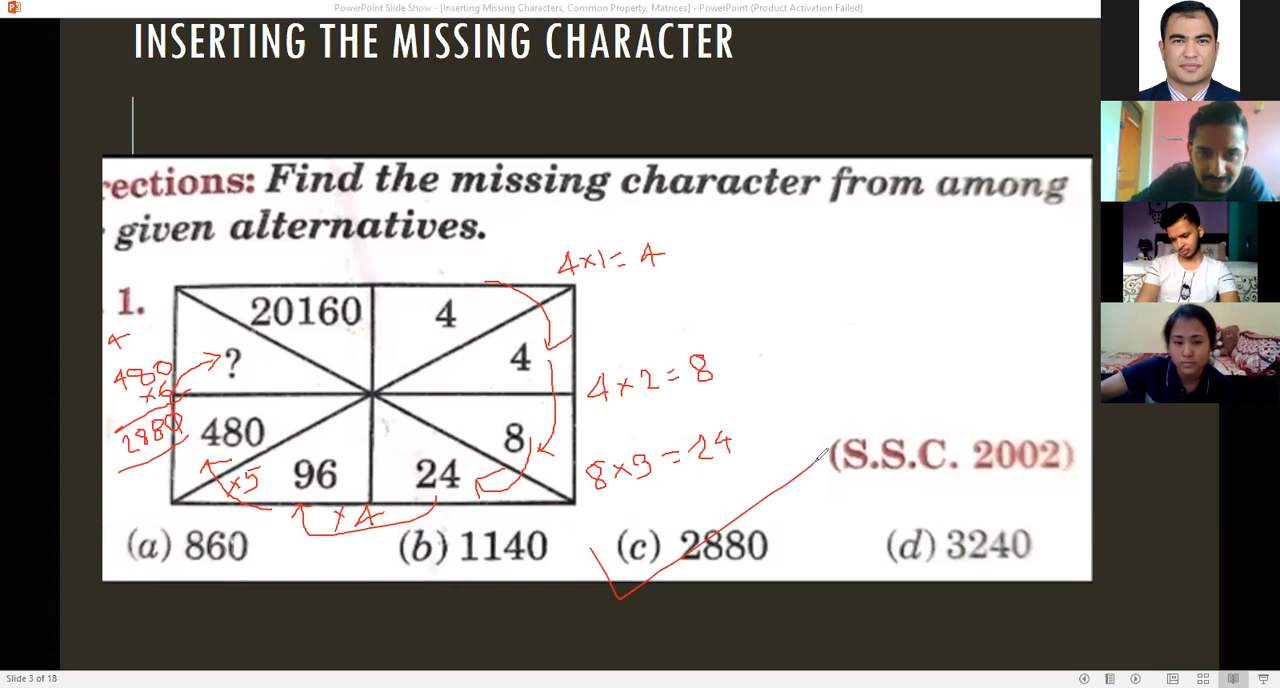 PowerPoint Slide Show - [Inserting Missing Characters, Common Property, Matrices] - PowerPoint (Product Activation Failed)
INSERTING THE MISSING CHARACTER
rections: Find the missing character from among
given alternatives.
4×1= 4
1.
20160 4
? 4
480
×6
2880
4×2=8
480 8
8×3=24
×5 96 24
×4
(S.S.C. 2002)
(a) 860 (b) 1140 (c) 2880 (d) 3240
Slide 3 of 18